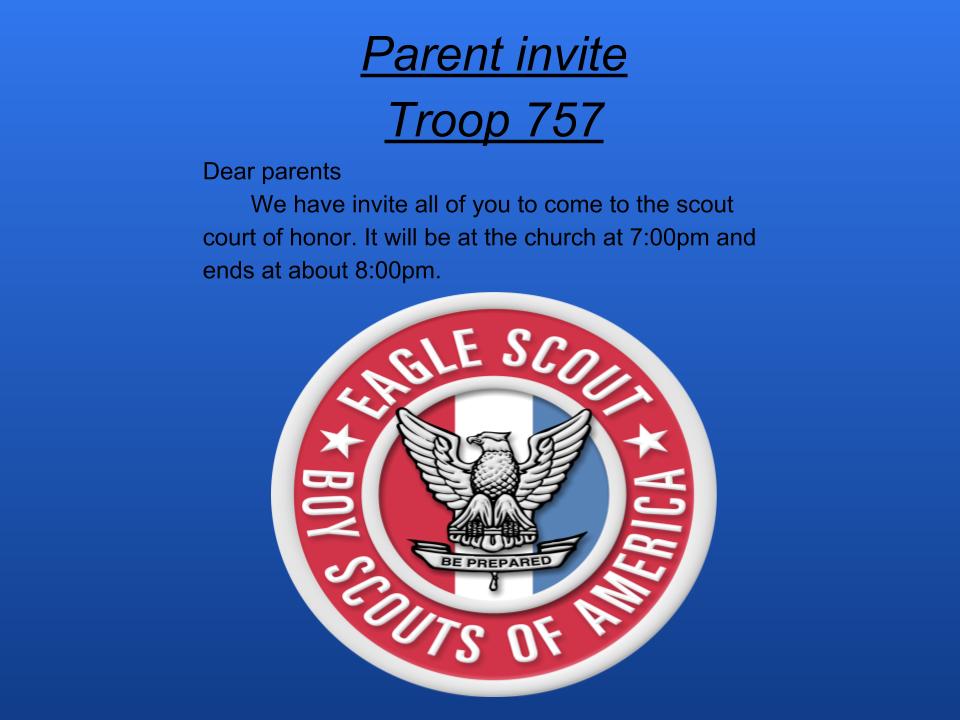 Parent invite
Troop 757
Dear parents
We have invite all of you to come to the scout
court of honor. It will be at the church at 7:00pm and
ends at about 8:00pm.
EAGLE SCOUT
BE PREPARED
BOY SCOUTS OF AMERICA